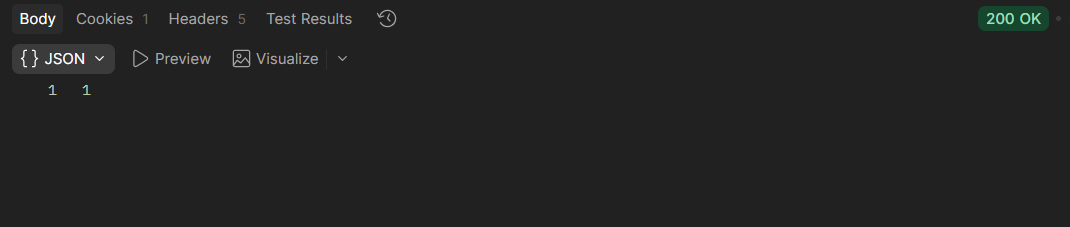 Body Cookies 1 Headers 5 Test Results 200 OK
{} JSON Preview Visualize
1 1